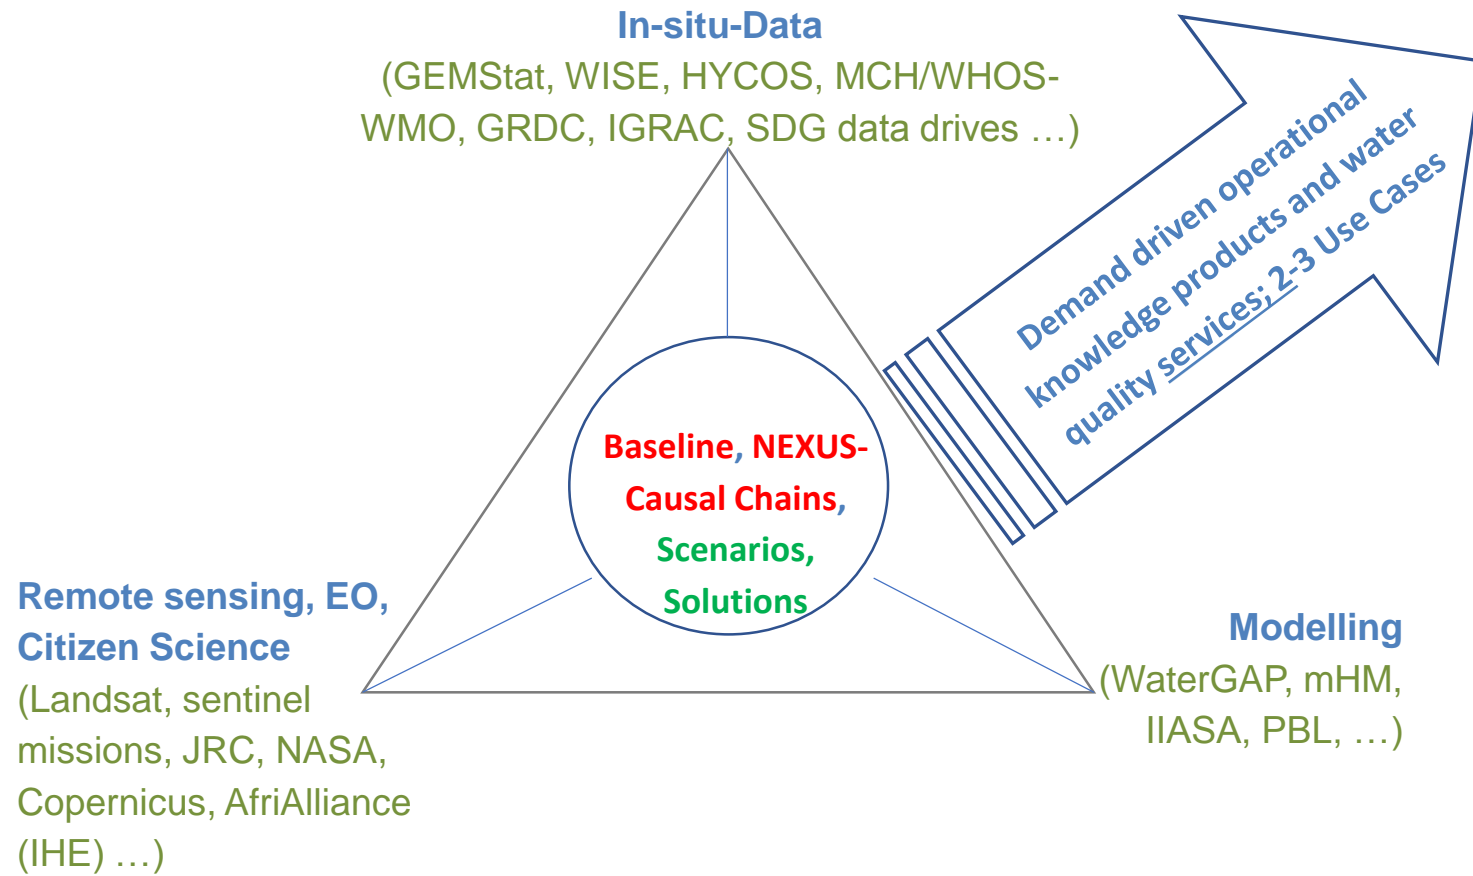 In-situ-Data
(GEMStat, WISE, HYCOS, MCH/WHOS-
WMO, GRDC, IGRAC, SDG data drives …)
Demand driven operational
knowledge products and water
quality services; 2-3 Use Cases
Baseline, NEXUS-
Causal Chains,
Scenarios,
Solutions
Remote sensing, EO,
Citizen Science
(Landsat, sentinel
missions, JRC, NASA,
Copernicus, AfriAlliance
(IHE) …)
Modelling
(WaterGAP, mHM,
IIASA, PBL, …)